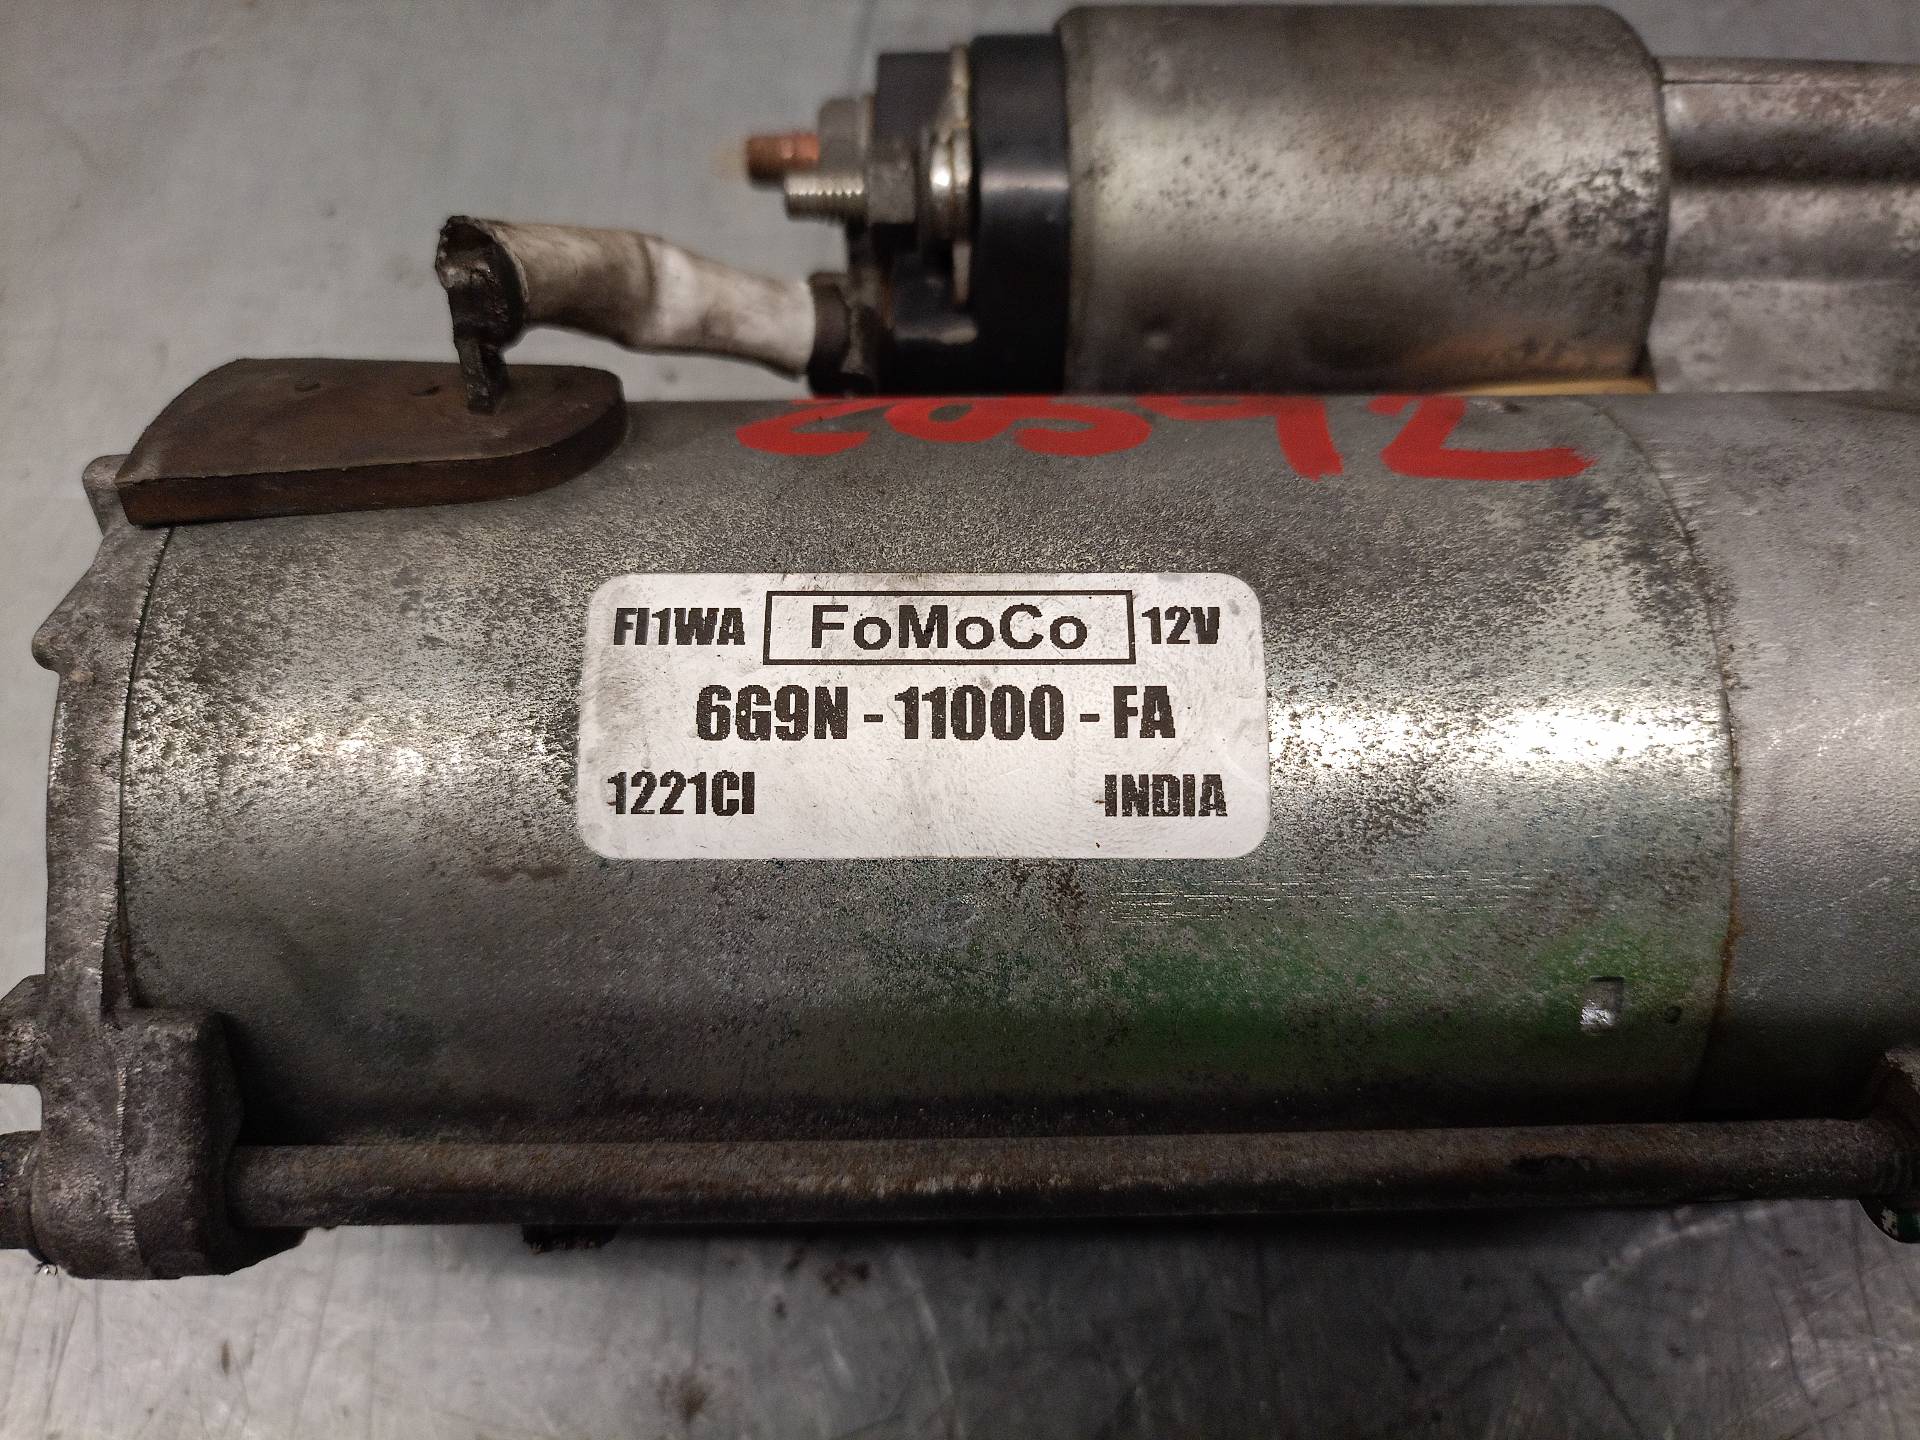 FI1WA FoMoCo 12V
6G9N - 11000 - FA
1221CI INDIA